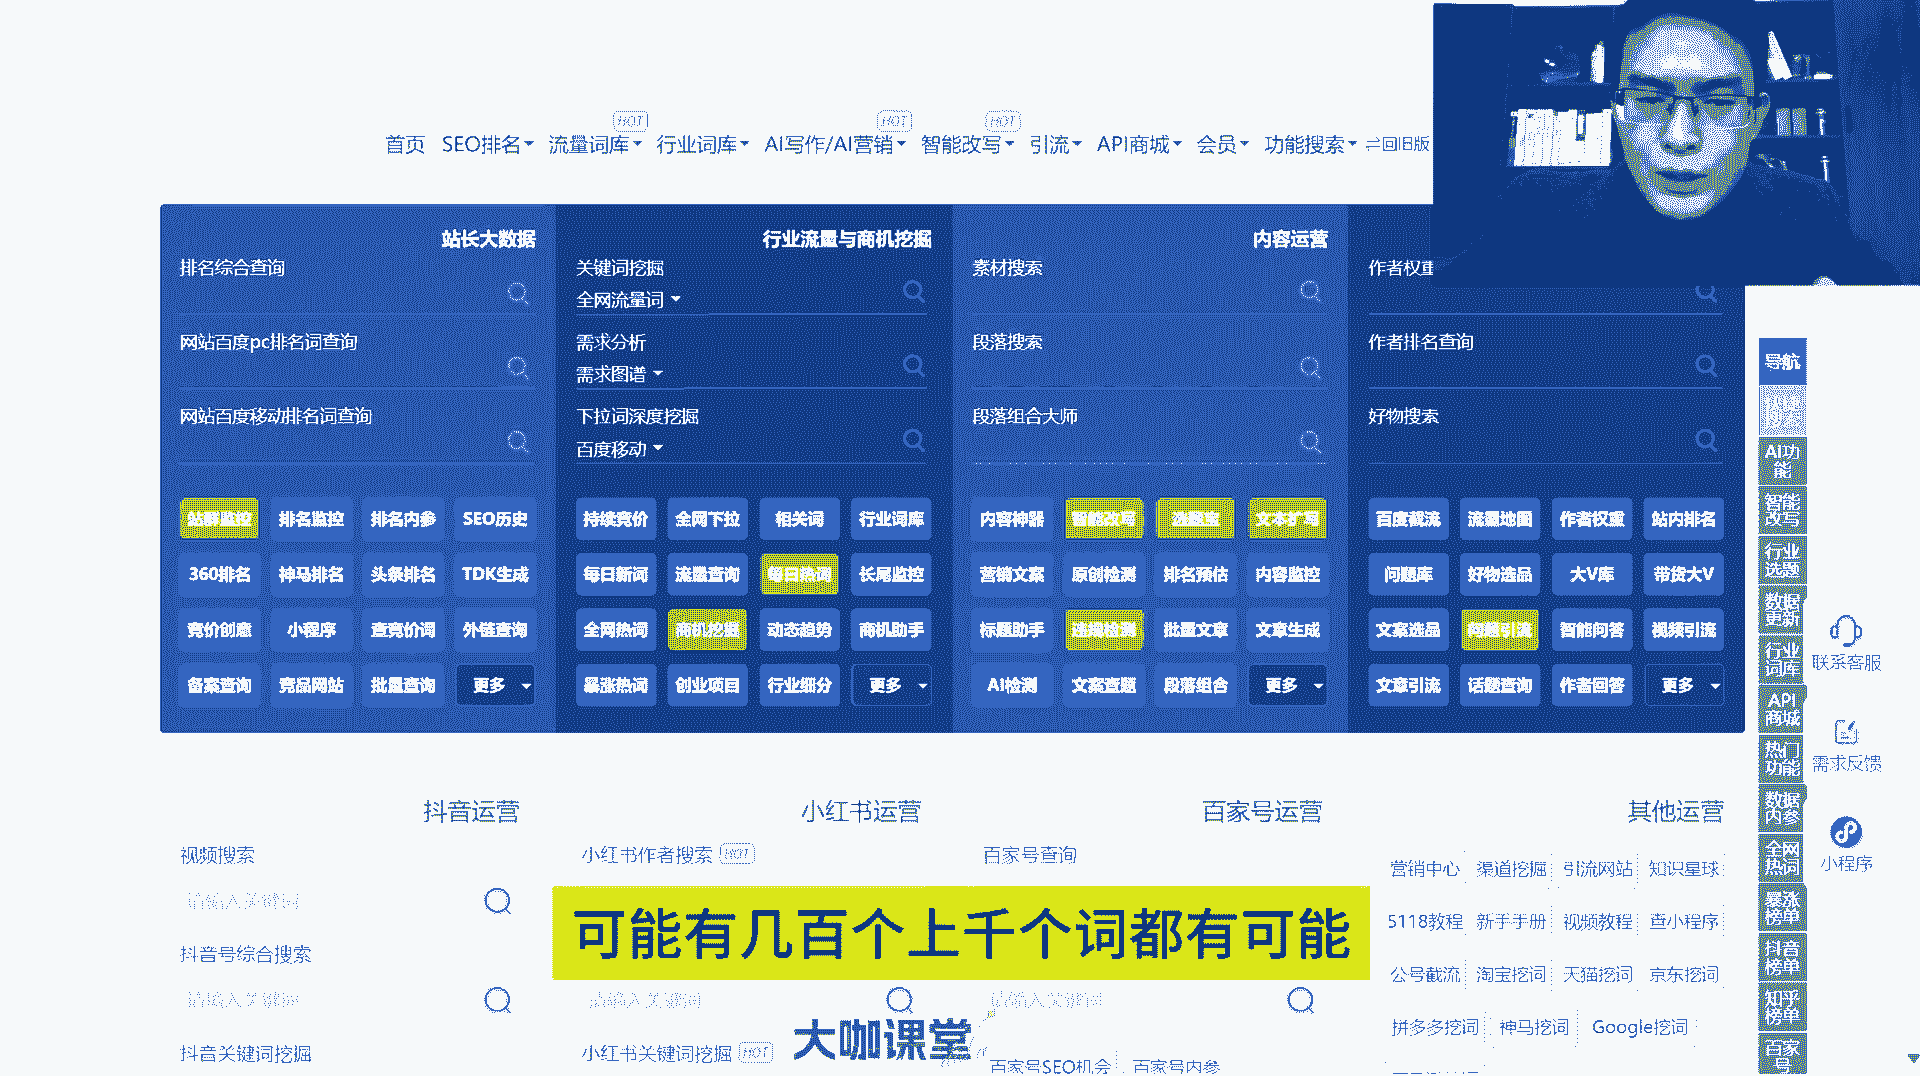 HOT HOT HOT
首页 SEO排名 流量词库 行业词库 AI写作/AI营销 智能改写 引流 API商城 会员 功能搜索 回旧版
站长大数据
排名综合查询
网站百度pc排名词查询
网站百度移动排名词查询
站群监控 排名监控 排名内参 SEO历史
360排名 神马排名 头条排名 TDK生成
竞价创意 小程序 查竞价词 外链查询
备案查询 竞品网站 批量查询 更多
行业流量与商机挖掘
关键词挖掘
全网流量词
需求分析
需求图谱
下拉词深度挖掘
百度移动
持续竞价 全网下拉 相关词 行业词库
每日新词 流量查询 每日热词 长尾监控
全网热词 商机挖掘 动态趋势 商机助手
暴涨热词 创业项目 行业细分 更多
内容运营
素材搜索
段落搜索
段落组合大师
内容神器 智能改写 选题宝 文本扩写
营销文案 原创检测 排名预估 内容监控
标题助手 违规检测 批量文章 文章生成
AI检测 文案查题 段落组合 更多
作者权重
作者排名查询
好物搜索
百度截流 流量地图 作者权重 站内排名
问题库 好物选品 大V库 带货大V
文案选品 问题引流 智能问答 视频引流
文章引流 话题查询 作者回答 更多
导航
AI功能
智能改写
行业选题
数据更新
行业词库
API商城
热门功能
数据内参
全网热词
暴涨榜单
抖音榜单
知乎榜单
百家号
联系客服
需求反馈
小程序
抖音运营
视频搜索
请输入关键词
抖音号综合搜索
请输入关键词
抖音关键词挖掘
小红书运营
小红书作者搜索 HOT
请输入关键词
小红书关键词挖掘 HOT
百家号运营
百家号查询
请输入关键词
百家号SEO机会 百家号内参
其他运营
营销中心 渠道挖掘 引流网站 知识星球
5118教程 新手手册 视频教程 查小程序
公号截流 淘宝挖词 天猫挖词 京东挖词
拼多多挖词 神马挖词 Google挖词
可能有几百个上千个词都有可能
大咖课堂